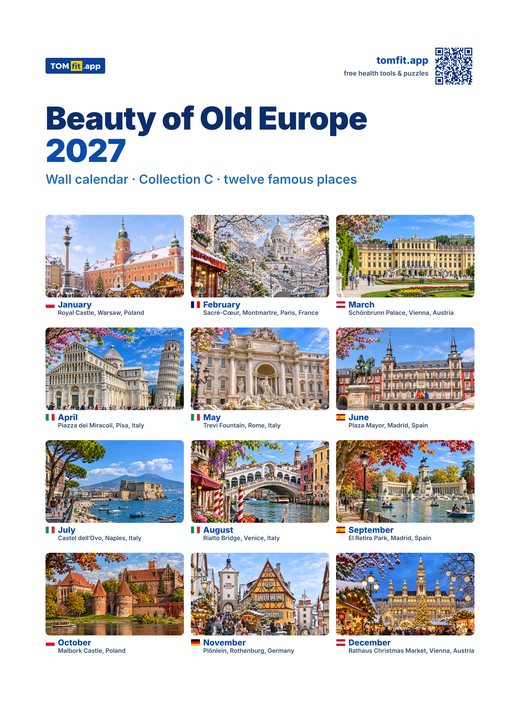 TOM fit .app
tomfit.app
free health tools & puzzles
Beauty of Old Europe
2027
Wall calendar · Collection C · twelve famous places
January
Royal Castle, Warsaw, Poland
February
Sacré-Cœur, Montmartre, Paris, France
March
Schönbrunn Palace, Vienna, Austria
April
Piazza dei Miracoli, Pisa, Italy
May
Trevi Fountain, Rome, Italy
June
Plaza Mayor, Madrid, Spain
July
Castel dell'Ovo, Naples, Italy
August
Rialto Bridge, Venice, Italy
September
El Retiro Park, Madrid, Spain
October
Malbork Castle, Poland
November
Plönlein, Rothenburg, Germany
December
Rathaus Christmas Market, Vienna, Austria